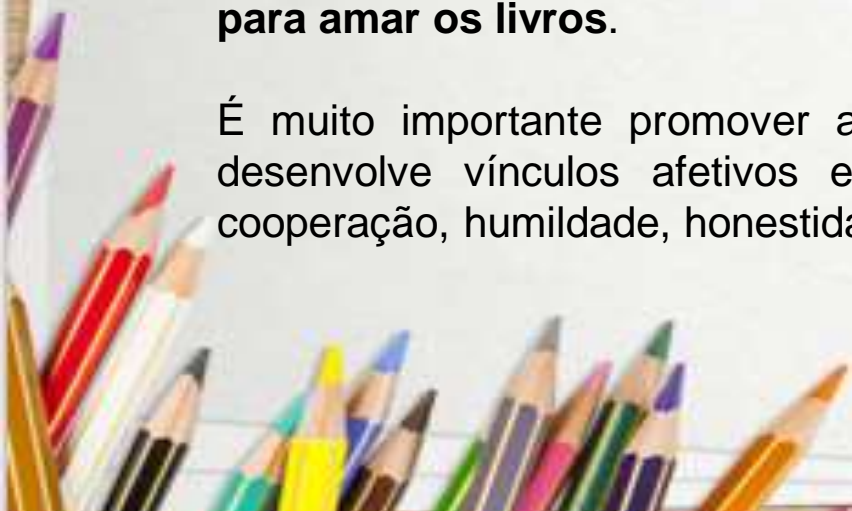 para amar os livros.
É muito importante promover a
desenvolve vínculos afetivos e
cooperação, humildade, honestida